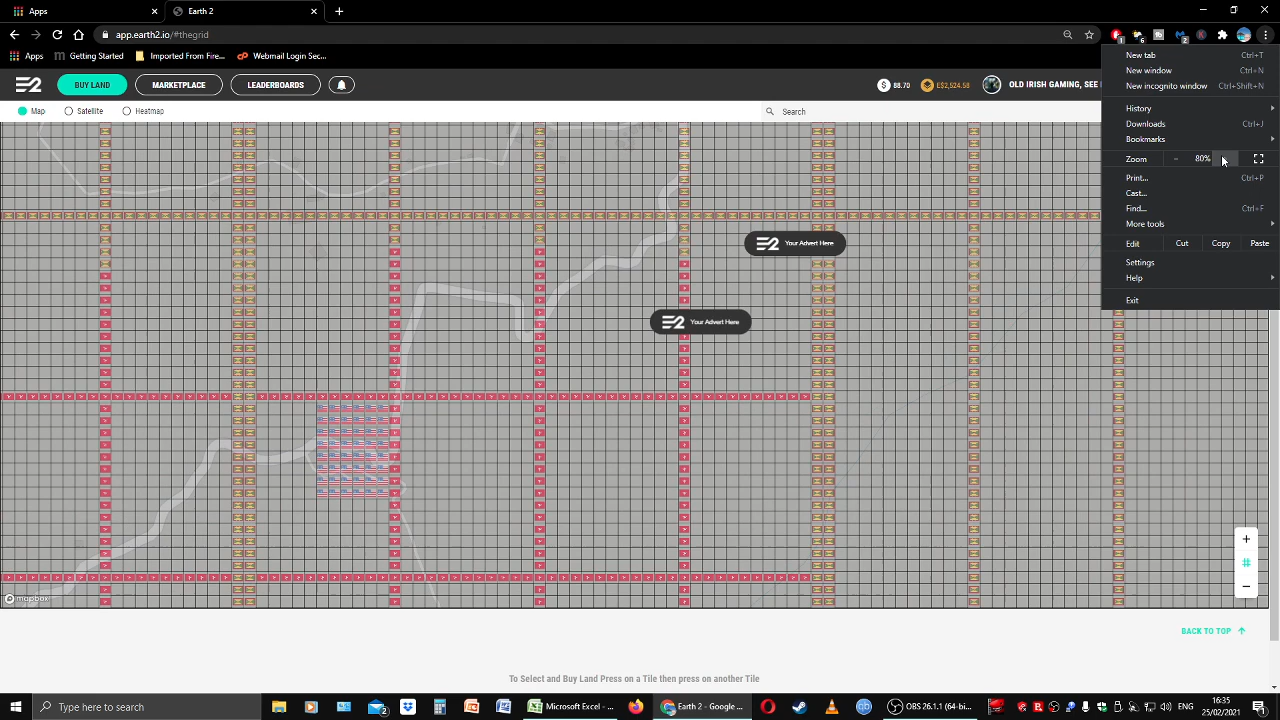 Apps
Earth 2
app.earth2.io/#thegrid
Apps
Getting Started
Imported From Fire...
Webmail Login Sec...
BUY LAND
MARKETPLACE
LEADERBOARDS
88.70
E$2,524.58
OLD IRISH GAMING, SEE
Map
Satellite
Heatmap
Search
New tab Ctrl+T
New window Ctrl+N
New incognito window Ctrl+Shift+N
History
Downloads Ctrl+J
Bookmarks
Zoom - 80%
Print... Ctrl+P
Cast...
Find... Ctrl+F
More tools
Edit Cut Copy Paste
Settings
Help
Exit
Your Advert Here
Your Advert Here
mapbox
+
#
−
BACK TO TOP
To Select and Buy Land Press on a Tile then press on another Tile
Type here to search
Microsoft Excel - ...
Earth 2 - Google ...
OBS 26.1.1 (64-bi...
ENG
16:35
25/02/2021